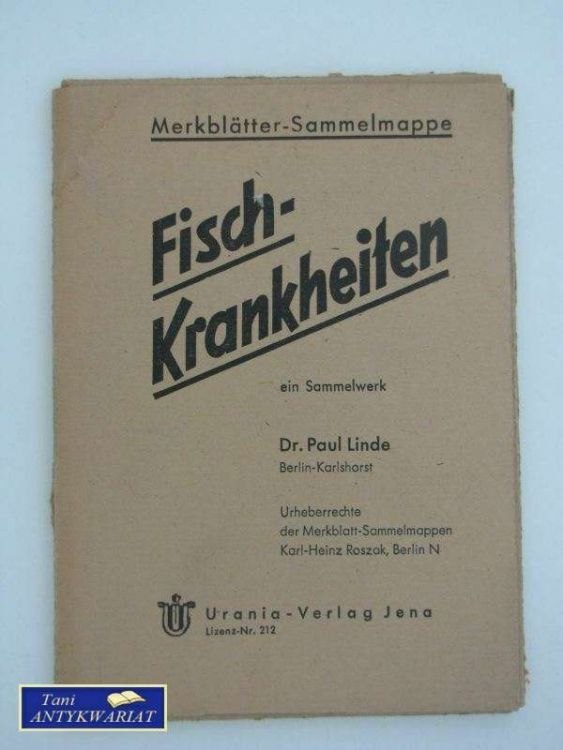 Merkblätter-Sammelmappe
Fisch-
Krankheiten
ein Sammelwerk
Dr. Paul Linde
Berlin-Karlshorst
Urheberrechte
der Merkblatt-Sammelmappen
Karl-Heinz Roszak, Berlin N
Urania-Verlag Jena
Lizenz-Nr. 212
Tani
ANTYKWARIAT